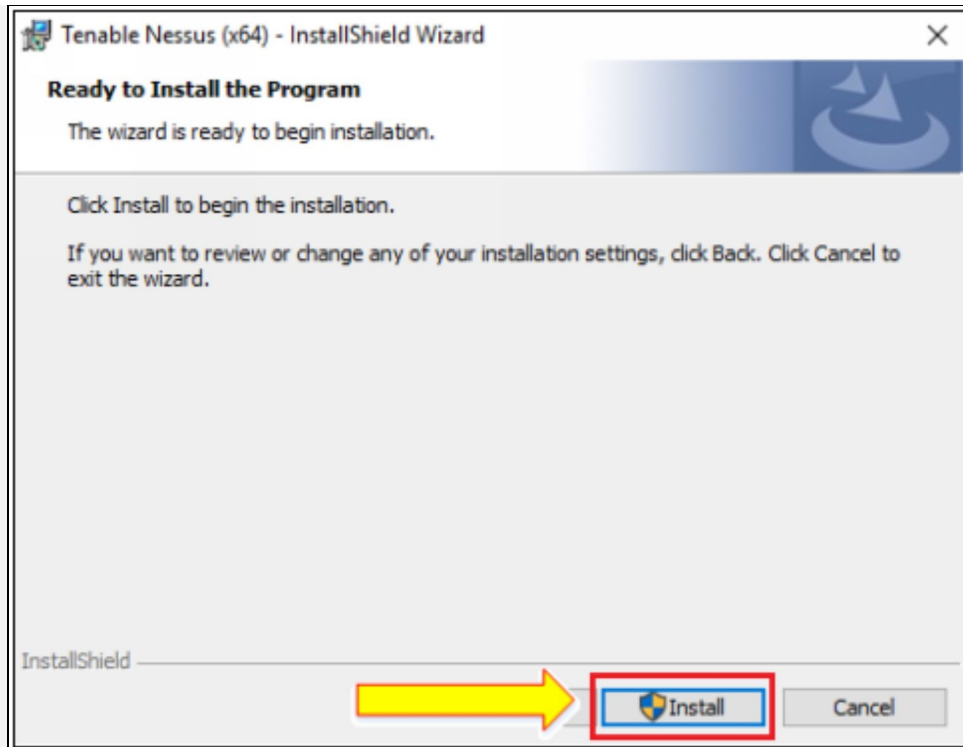 Tenable Nessus (x64) - InstallShield Wizard
Ready to Install the Program
The wizard is ready to begin installation.
Click Install to begin the installation.
If you want to review or change any of your installation settings, click Back. Click Cancel to
exit the wizard.
InstallShield
Install
Cancel